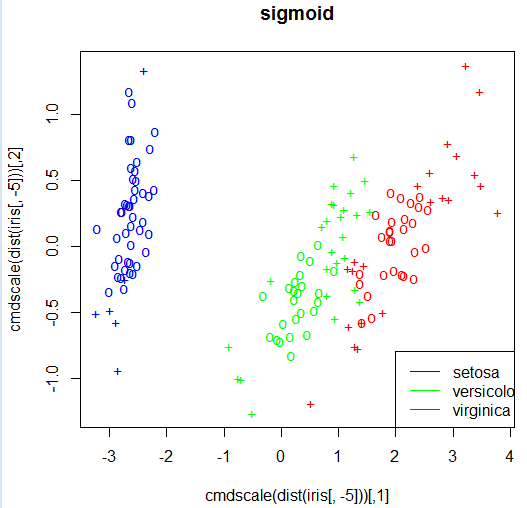 sigmoid
cmdscale(dist(iris[, -5]))[,2]
1.0
0.5
0.0
-0.5
-1.0
setosa
versicolo
virginica
-3 -2 -1 0 1 2 3 4
cmdscale(dist(iris[, -5]))[,1]